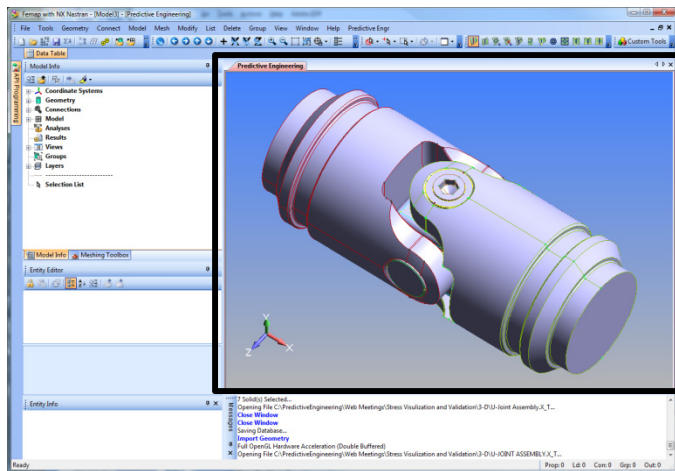 Femap with NX Nastran - [Model3] - [Predictive Engineering]
File Tools Geometry Connect Model Mesh Modify List Delete Group View Window Help Predictive Engr
Custom Tools
Data Table
Model Info
API Programming
Coordinate Systems
Geometry
Connections
Model
Analyses
Results
Views
Groups
Layers
Selection List
Model Info Meshing Toolbox
Entity Editor
Entity Info
Predictive Engineering
Y
Z
X
Messages
7 Solid(s) Selected...
Opening File C:\PredictiveEngineering\Web Meetings\Stress Visulization and Validation\3-D\U-Joint Assembly.X_T...
Close Window
Close Window
Saving Database...
Import Geometry
Full OpenGL Hardware Acceleration (Double Buffered)
Opening File C:\PredictiveEngineering\Web Meetings\Stress Visulization and Validation\3-D\U-JOINT ASSEMBLY.X_T...
Ready
Prop: 0 Ld: 0 Con: 0 Grp: 0 Out: 0